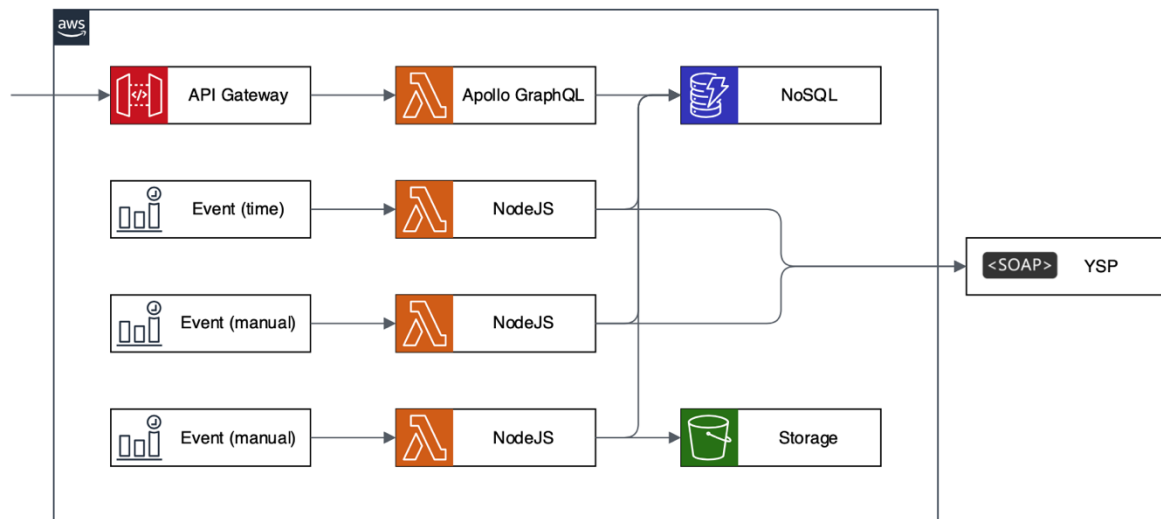 aws
API Gateway
Apollo GraphQL
NoSQL
Event (time)
NodeJS
<SOAP> YSP
Event (manual)
NodeJS
Event (manual)
NodeJS
Storage